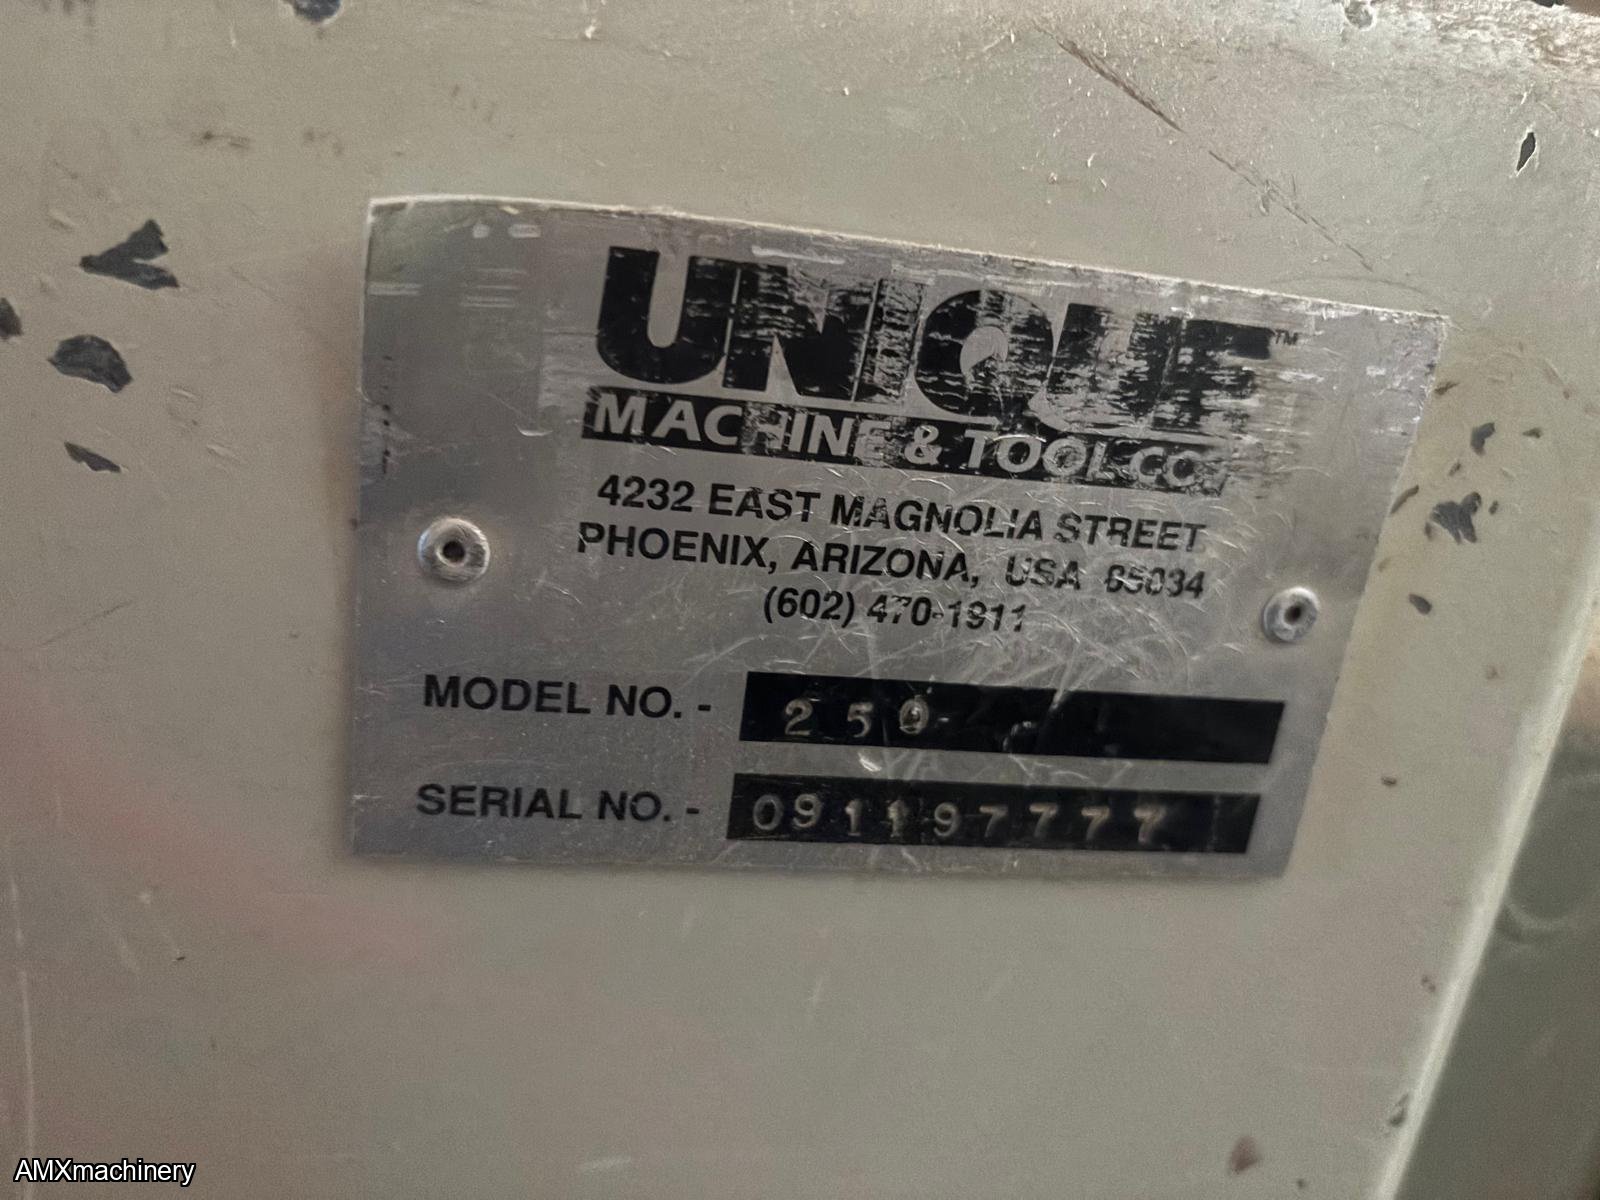 UNIQUE™
MACHINE & TOOL CO.
4232 EAST MAGNOLIA STREET
PHOENIX, ARIZONA, USA 85034
(602) 470-1911
MODEL NO. - 250
SERIAL NO. - 091197777
AMXmachinery